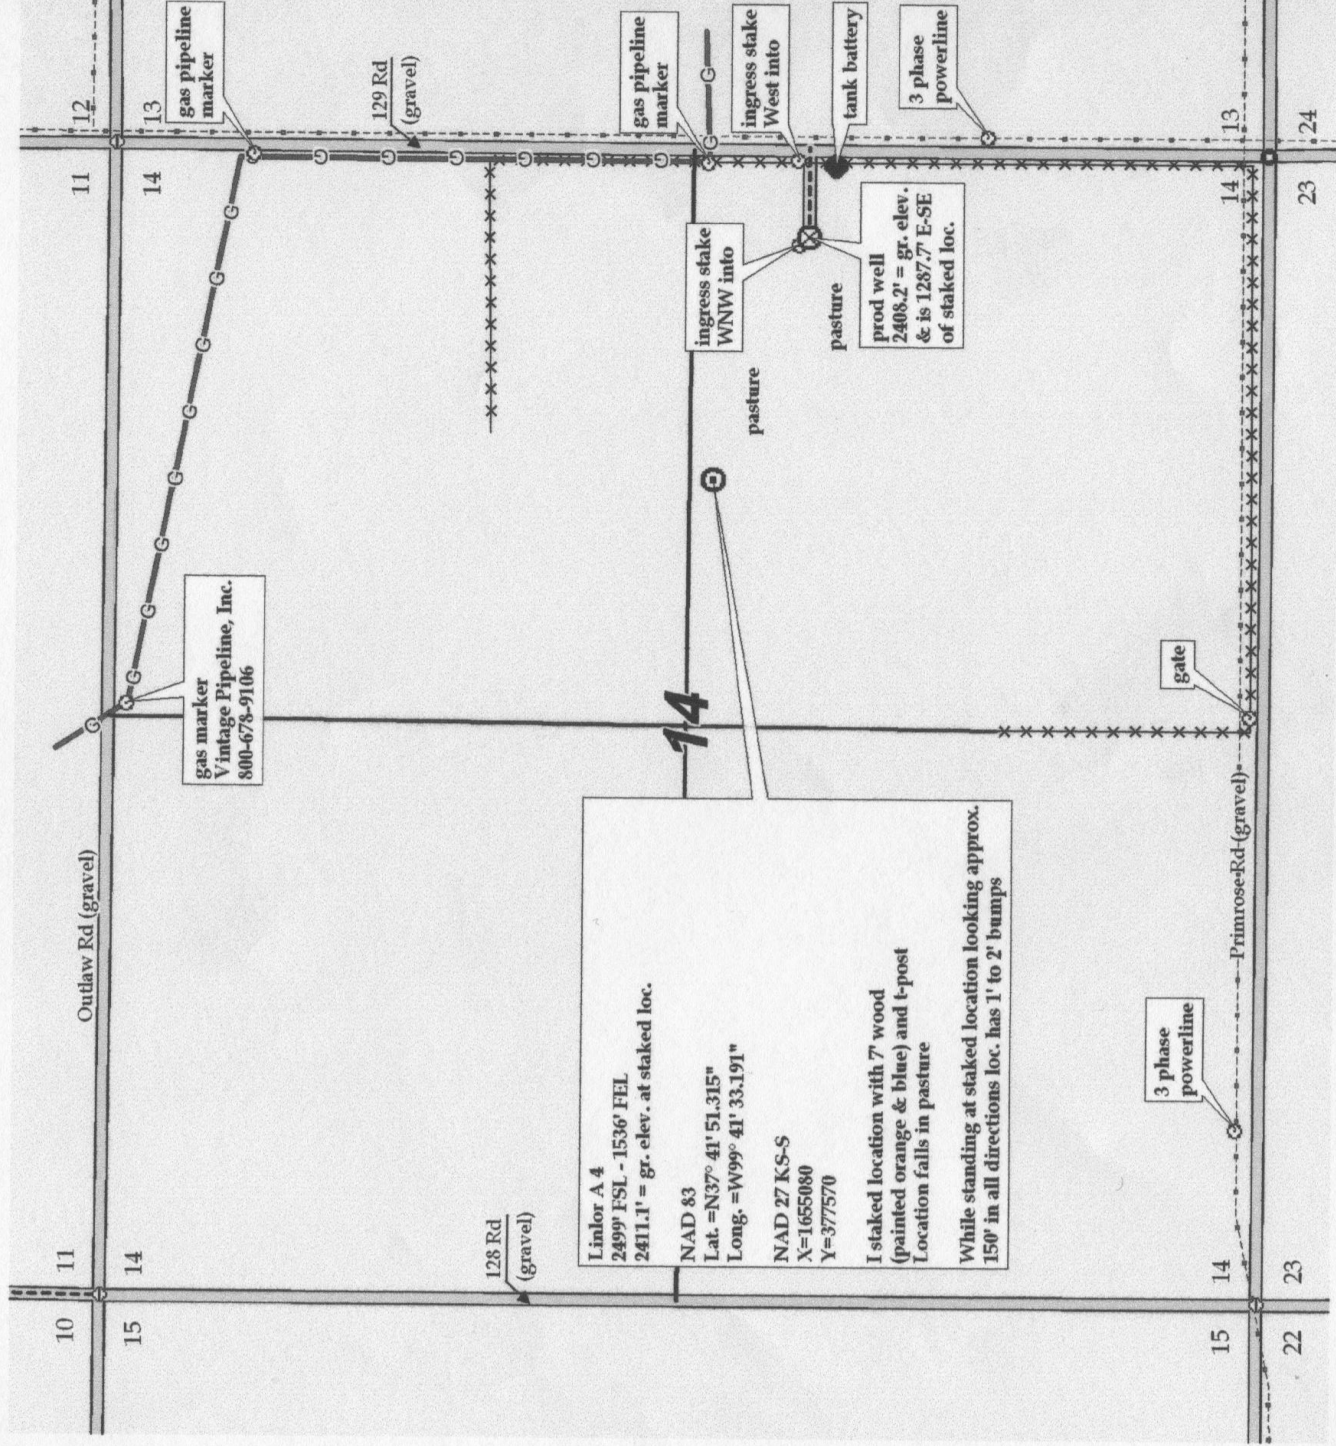 10
11
15
14
128 Rd
(gravel)
Outlaw Rd (gravel)
gas marker
Vintage Pipeline, Inc.
800-678-9106
G
G
G
G
G
G
G
G
G
G
11
12
14
13
gas pipeline
marker
129 Rd
(gravel)
G
G
G
G
G
G
gas pipeline
marker
G
G
ingress stake
West into
tank battery
3 phase
powerline
ingress stake
WNW into
prod well
2408.2' = gr. elev.
& is 1287.7' E-SE
of staked loc.
pasture
pasture
14
Linlor A 4
2499' FSL - 1536' FEL
2411.1' = gr. elev. at staked loc.
NAD 83
Lat. =N37° 41' 51.315"
Long. =W99° 41' 33.191"
NAD 27 KS-S
X=1655080
Y=377570
I staked location with 7' wood
(painted orange & blue) and t-post
Location falls in pasture
While standing at staked location looking approx.
150' in all directions loc. has 1' to 2' bumps
3 phase
powerline
Primrose Rd (gravel)
gate
15
14
22
23
14
13
23
24